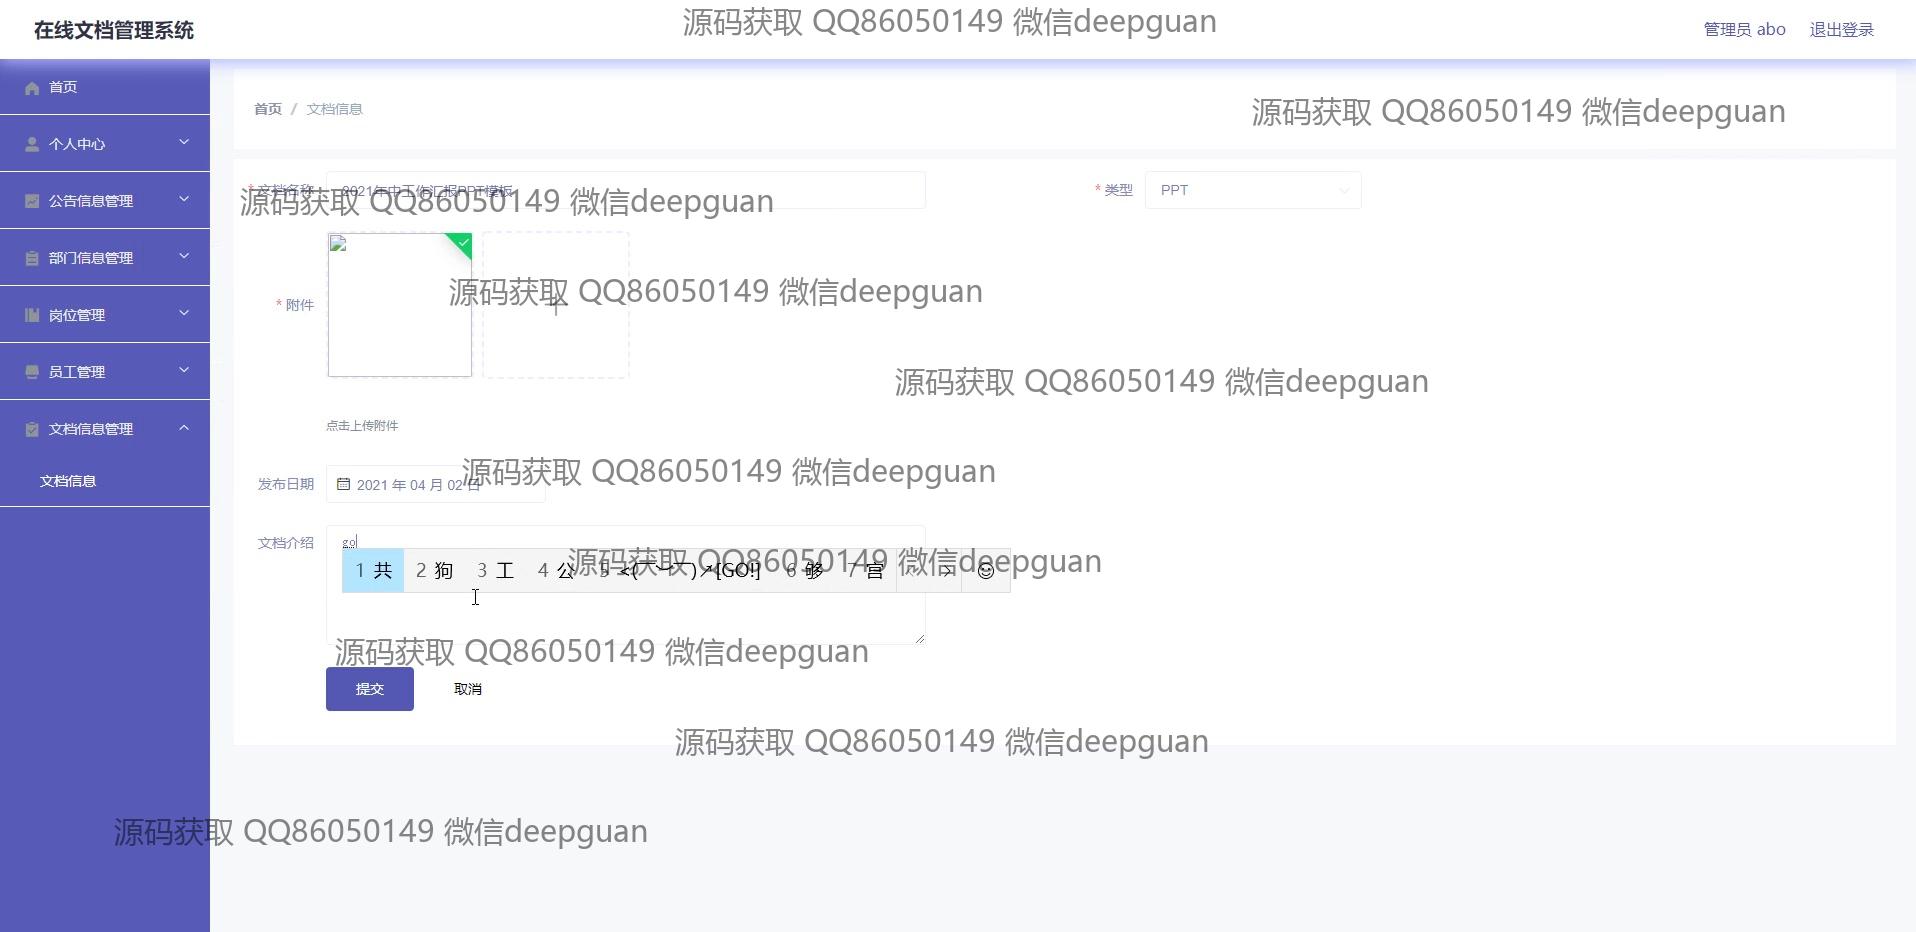 源码获取 QQ86050149 微信deepguan
在线文档管理系统
管理员 abo 退出登录
首页
首页 / 文档信息
源码获取 QQ86050149 微信deepguan
个人中心
* 文档名称 2021年中工作汇报PPT模板
* 类型 PPT
公告信息管理
源码获取 QQ86050149 微信deepguan
部门信息管理
源码获取 QQ86050149 微信deepguan
* 附件
岗位管理
员工管理
源码获取 QQ86050149 微信deepguan
点击上传附件
文档信息管理
源码获取 QQ86050149 微信deepguan
发布日期 2021 年 04 月 02 日
文档信息
文档介绍 go
源码获取 QQ86050149 微信deepguan
1 共 2 狗 3 工 4 公 5 [GO!] 6 够 7 宫
源码获取 QQ86050149 微信deepguan
提交 取消
源码获取 QQ86050149 微信deepguan
源码获取 QQ86050149 微信deepguan